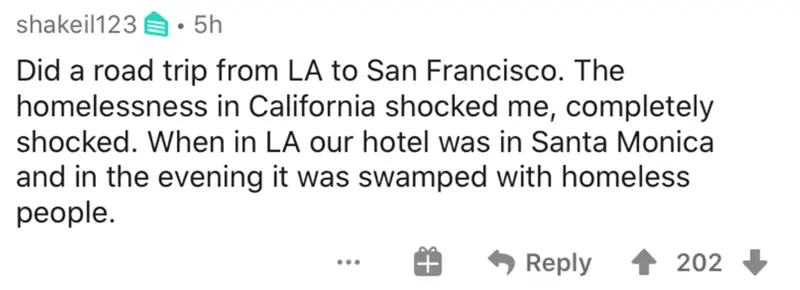 shakeil123 • 5h
Did a road trip from LA to San Francisco. The
homelessness in California shocked me, completely
shocked. When in LA our hotel was in Santa Monica
and in the evening it was swamped with homeless
people.
... Reply 202